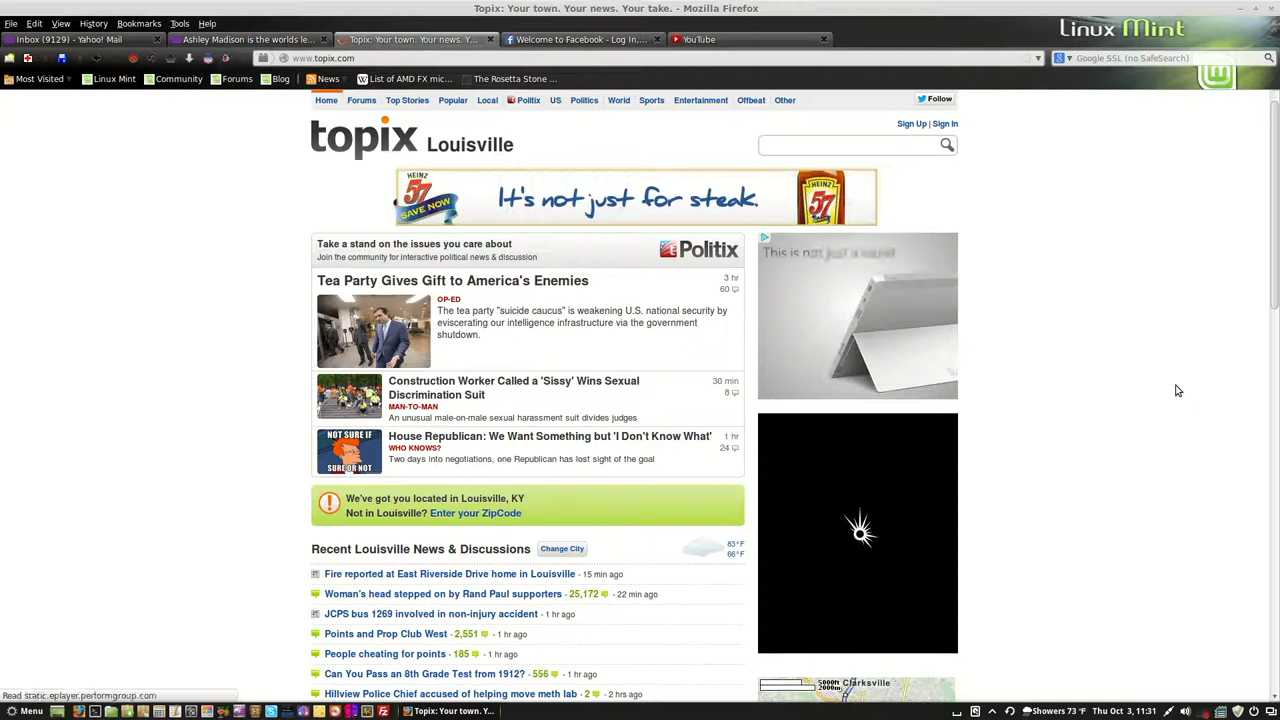 Topix: Your town. Your news. Your take. - Mozilla Firefox
File Edit View History Bookmarks Tools Help
Inbox (9129) - Yahoo! Mail
Ashley Madison is the worlds le...
Topix: Your town. Your news. Y...
Welcome to Facebook - Log In, ...
YouTube
Linux Mint
www.topix.com
Google SSL (no SafeSearch)
Most Visited Linux Mint Community Forums Blog News List of AMD FX mic... The Rosetta Stone ...
Home Forums Top Stories Popular Local Politix US Politics World Sports Entertainment Offbeat Other
Follow
Sign Up | Sign In
topix Louisville
HEINZ 57 SAVE NOW
It's not just for steak.
HEINZ 57
Take a stand on the issues you care about
Join the community for interactive political news & discussion
Politix
Tea Party Gives Gift to America's Enemies
3 hr
60
OP-ED
The tea party "suicide caucus" is weakening U.S. national security by
eviscerating our intelligence infrastructure via the government
shutdown.
Construction Worker Called a 'Sissy' Wins Sexual
Discrimination Suit
30 min
8
MAN-TO-MAN
An unusual male-on-male sexual harassment suit divides judges
NOT SURE IF
SURE OR NOT
House Republican: We Want Something but 'I Don't Know What'
1 hr
24
WHO KNOWS?
Two days into negotiations, one Republican has lost sight of the goal
This is not just a
We've got you located in Louisville, KY
Not in Louisville? Enter your ZipCode
Recent Louisville News & Discussions
Change City
83°F
66°F
Fire reported at East Riverside Drive home in Louisville - 15 min ago
Woman's head stepped on by Rand Paul supporters - 25,172 - 22 min ago
JCPS bus 1269 involved in non-injury accident - 1 hr ago
Points and Prop Club West - 2,551 - 1 hr ago
People cheating for points - 185 - 1 hr ago
Can You Pass an 8th Grade Test from 1912? - 556 - 1 hr ago
Hillview Police Chief accused of helping move meth lab - 2 - 2 hrs ago
5000ft
2000m
Clarksville
Read static.eplayer.performgroup.com
Menu
Topix: Your town. Y...
Showers 73 °F
Thu Oct 3, 11:31